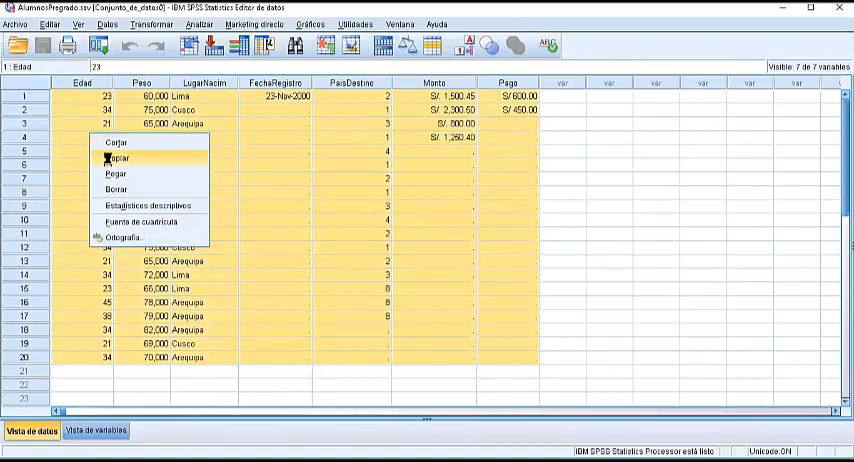 AlumnosPregrado.sav [Conjunto_de_datos0] - IBM SPSS Statistics Editor de datos
Archivo Editar Ver Datos Transformar Analizar Marketing directo Gráficos Utilidades Ventana Ayuda
1 : Edad 23 Visible: 7 de 7 variables
Edad Peso LugarNacim FechaRegistro PaisDestino Monto Pago var var var var var var
1 23 60,000 Lima 23-Nov-2000 2 S/. 1,500.45 S/ 600.00
2 34 75,000 Cusco . 1 S/. 2,300.50 S/ 450.00
3 21 65,000 Arequipa . 3 S/. 800.00 .
4 . 1 S/. 1,250.40 .
5 . 4 . .
6 . 1 . .
7 . 2 . .
8 . 1 . .
9 . 3 . .
10 . 4 . .
11 . 2 . .
12 34 75,000 Cusco . 1 . .
13 21 65,000 Arequipa . 2 . .
14 34 72,000 Lima . 3 . .
15 23 66,000 Lima . 8 . .
16 45 78,000 Arequipa . 8 . .
17 38 79,000 Arequipa . 8 . .
18 34 82,000 Arequipa . . . .
19 21 69,000 Cusco . . . .
20 34 70,000 Arequipa . . . .
21
22
23
Cortar
opiar
Pegar
Borrar
Estadísticos descriptivos
Fuente de cuadrícula
Ortografía...
Vista de datos Vista de variables
IBM SPSS Statistics Processor está listo Unicode:ON